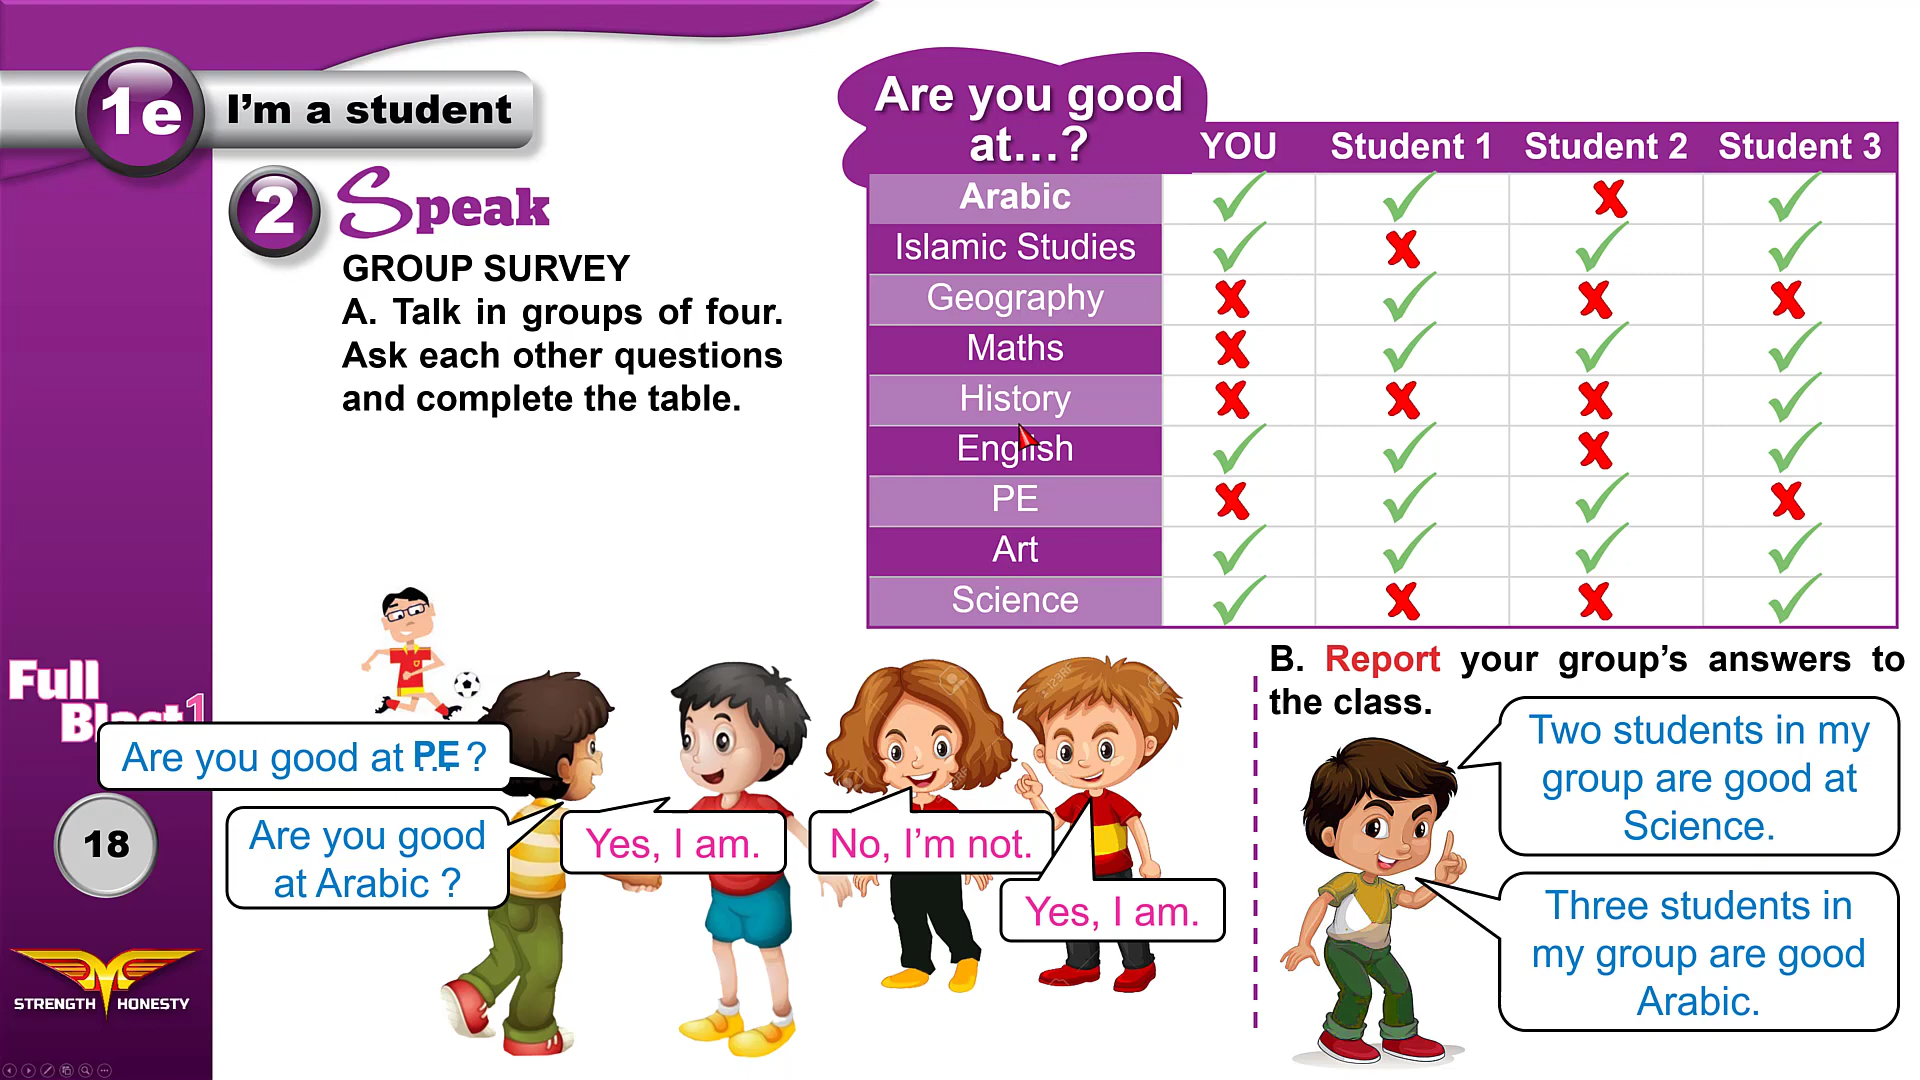 1e
I’m a student
2 Speak
GROUP SURVEY
A. Talk in groups of four.
Ask each other questions
and complete the table.
Are you good
at...?
YOU Student 1 Student 2 Student 3
Arabic
Islamic Studies
Geography
Maths
History
English
PE
Art
Science
B. Report your group’s answers to
the class.
Two students in my
group are good at
Science.
Three students in
my group are good
Arabic.
Full
Blast 1
Are you good at PE ?
Are you good
at Arabic ?
Yes, I am.
No, I’m not.
Yes, I am.
18
STRENGTH HONESTY